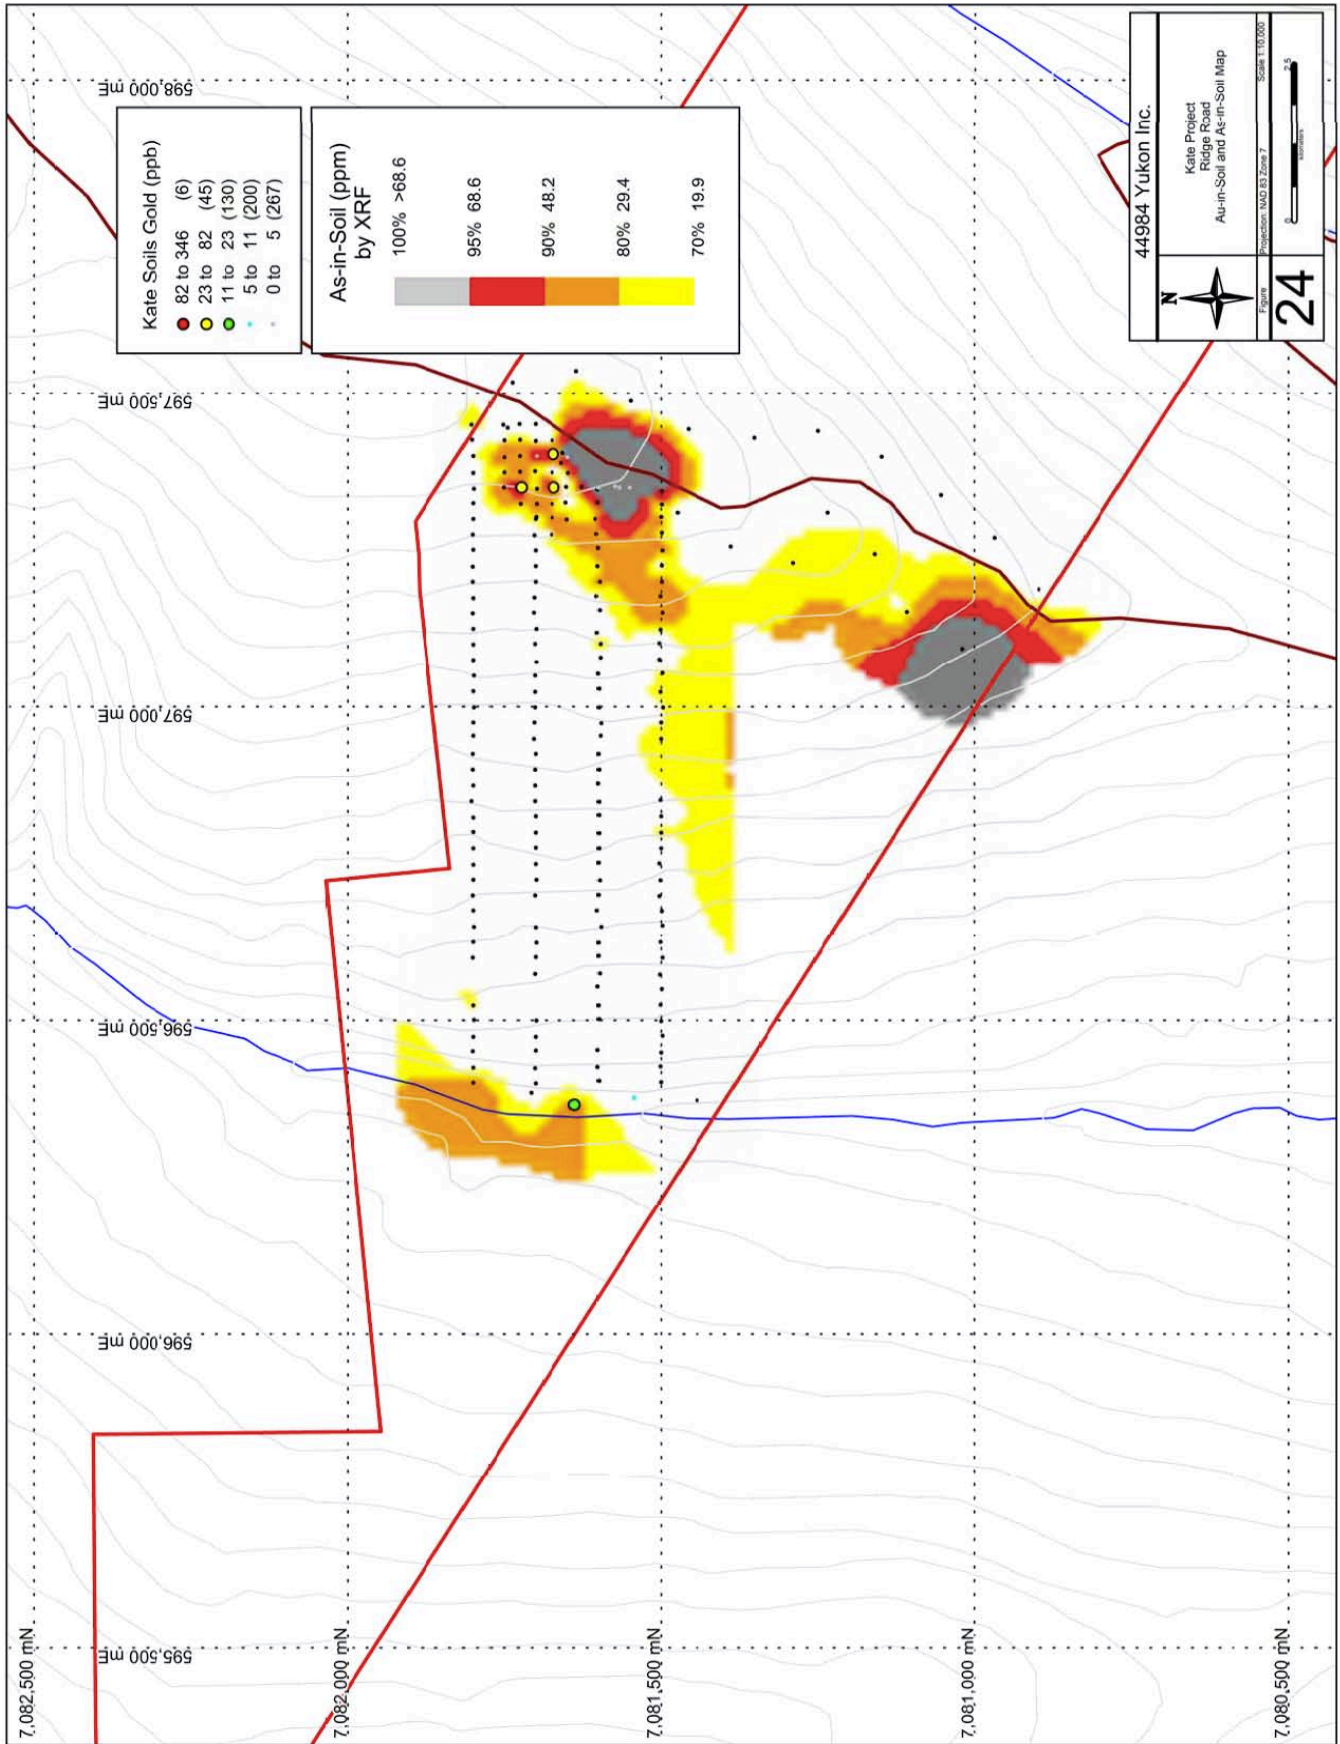 Kate Soils Gold (ppb)
82 to 346 (6)
23 to 82 (45)
11 to 23 (130)
5 to 11 (200)
0 to 5 (267)
As-in-Soil (ppm)
by XRF
100% >68.6
95% 68.6
90% 48.2
80% 29.4
70% 19.9
595,500 mE
596,000 mE
596,500 mE
597,000 mE
597,500 mE
598,000 mE
7,082,500 mN
7,082,000 mN
7,081,500 mN
7,081,000 mN
7,080,500 mN
44984 Yukon Inc.
N
Kate Project
Ridge Road
Au-in-Soil and As-in-Soil Map
Figure
24
Projection: NAD 83 Zone 7
Scale 1:10,000
0
2.5
kilometers